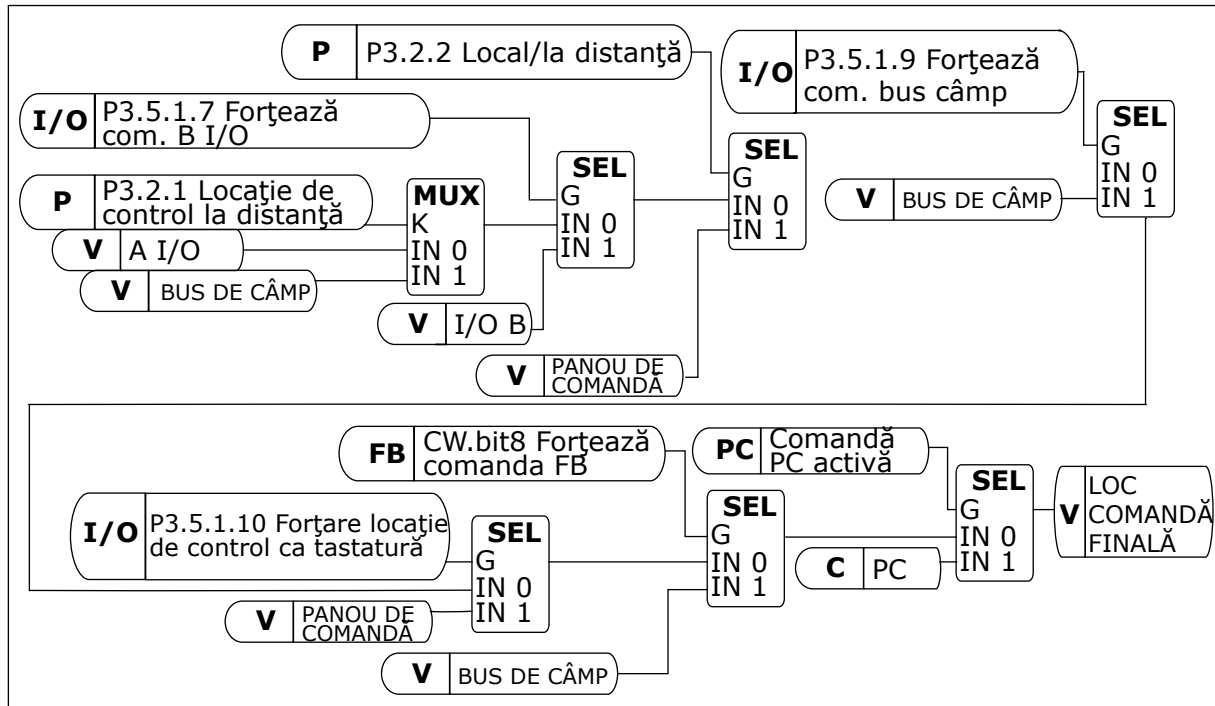 P P3.2.2 Local/la distanţă
I/O P3.5.1.9 Forţează
com. bus câmp
I/O P3.5.1.7 Forţează
com. B I/O
SEL
G
IN 0
IN 1
SEL
G
IN 0
IN 1
SEL
G
IN 0
IN 1
P P3.2.1 Locaţie de
control la distanţă
MUX
K
IN 0
IN 1
V BUS DE CÂMP
V A I/O
V BUS DE CÂMP
V I/O B
V PANOU DE
COMANDĂ
FB CW.bit8 Forţează
comanda FB
PC Comandă
PC activă
SEL
G
IN 0
IN 1
V LOC
COMANDĂ
FINALĂ
I/O P3.5.1.10 Forţare locaţie
de control ca tastatură
SEL
G
IN 0
IN 1
SEL
G
IN 0
IN 1
C PC
V PANOU DE
COMANDĂ
V BUS DE CÂMP